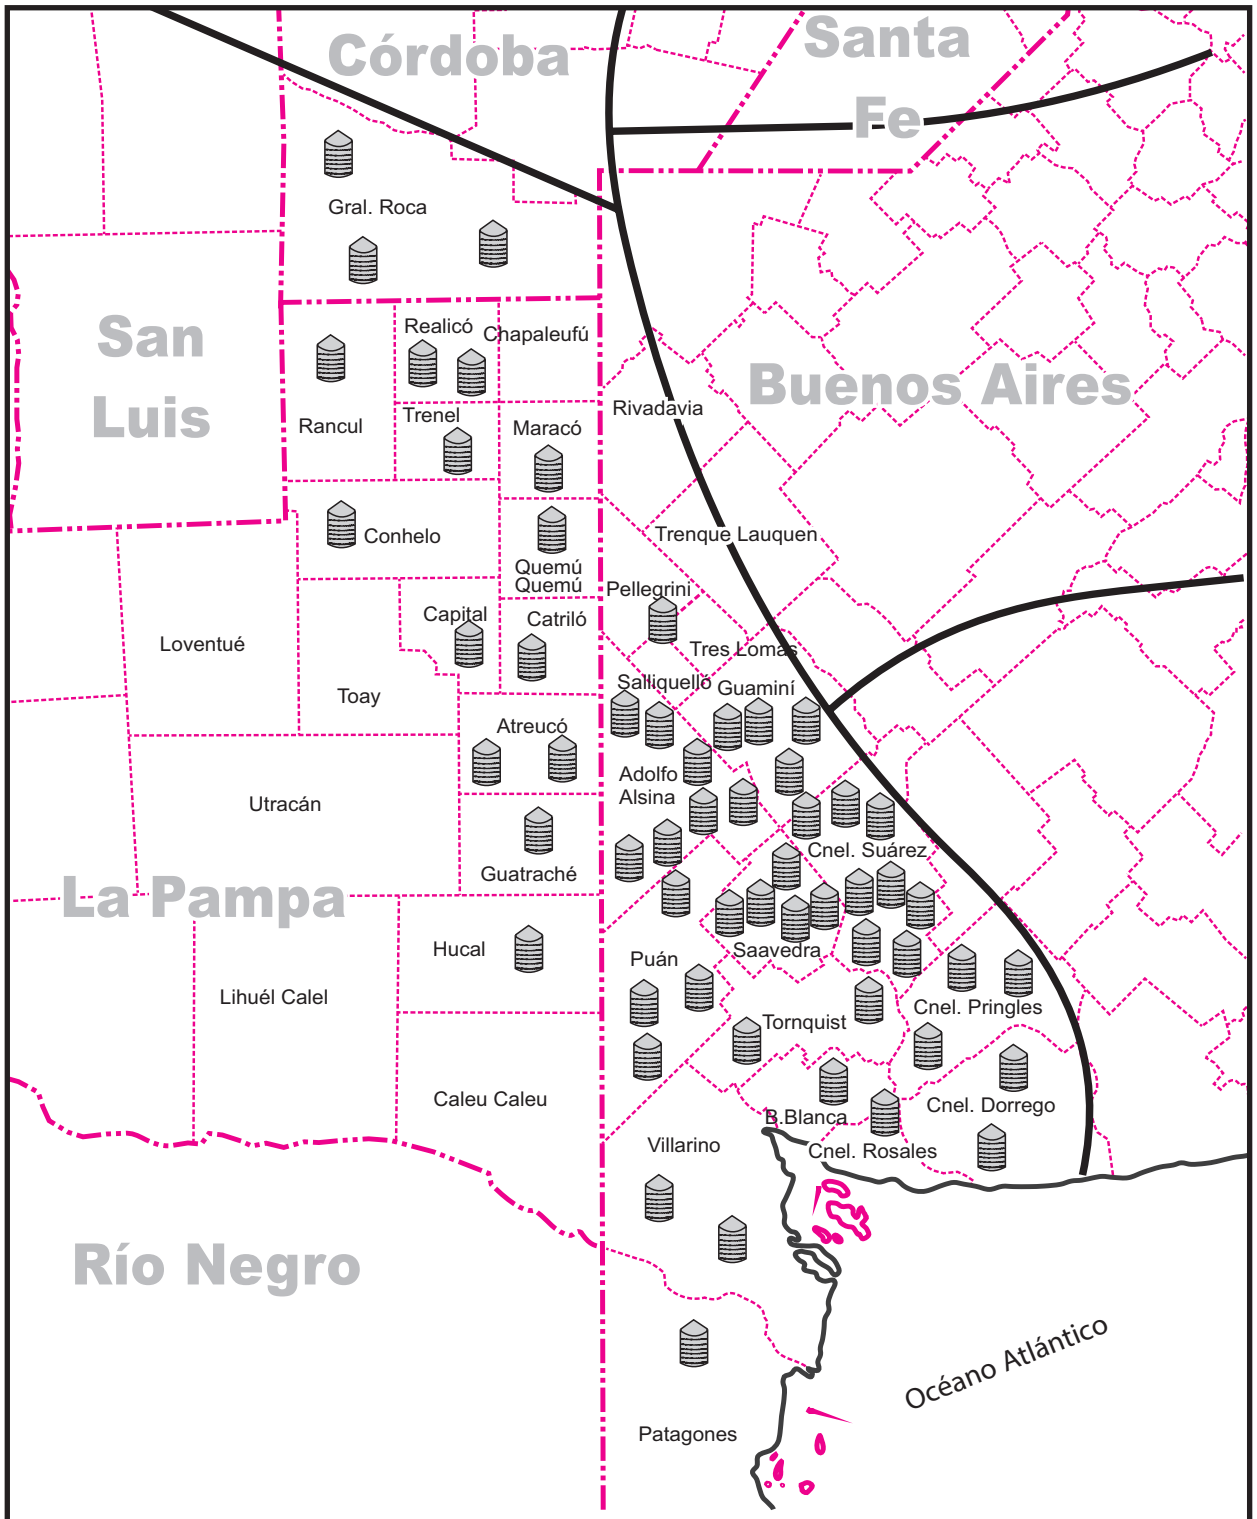 Córdoba
Santa
Fe
Gral. Roca
San
Luis
Realicó
Chapaleufú
Buenos Aires
Rancul
Trenel
Maracó
Rivadavia
Conhelo
Quemú
Quemú
Trenque Lauquen
Pellegrini
Capital
Catriló
Loventué
Tres Lomas
Toay
Salliquelló
Guaminí
Atreucó
Adolfo
Alsina
Utracán
Cnel. Suárez
Guatraché
La Pampa
Hucal
Puán
Saavedra
Lihuél Calel
Cnel. Pringles
Tornquist
Caleu Caleu
B.Blanca
Cnel. Dorrego
Villarino
Cnel. Rosales
Río Negro
Océano Atlántico
Patagones